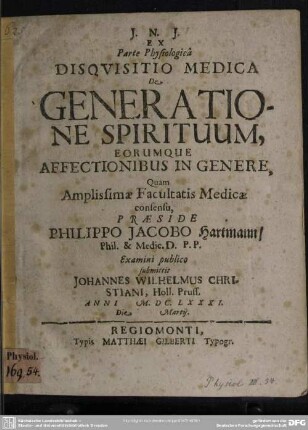 J. N. J.
EX
Parte Physiologicâ
DISQVISITIO MEDICA
De
GENERATIO-
NE SPIRITUUM,
EORUMQUE
AFFECTIONIBUS IN GENERE,
Quam
Amplissimæ Facultatis Medicæ
consensu,
PRÆSIDE
PHILIPPO JACOBO Hartmann/
Phil. & Medic. D. P. P.
Examini publico
submittit
JOHANNES WILHELMUS CHRI-
STIANI, Holl. Pruss.
ANNI M. DC. LXXXI.
Die Martij.
REGIOMONTI,
Typis MATTHÆI GIEBERTI Typogr.
Physiol.
169, 54.